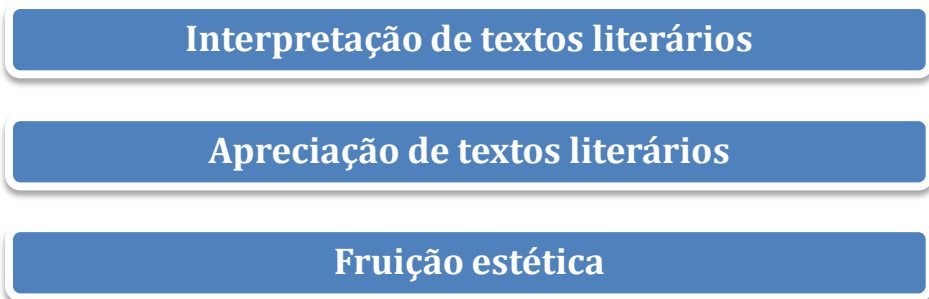 Interpretação de textos literários
Apreciação de textos literários
Fruição estética